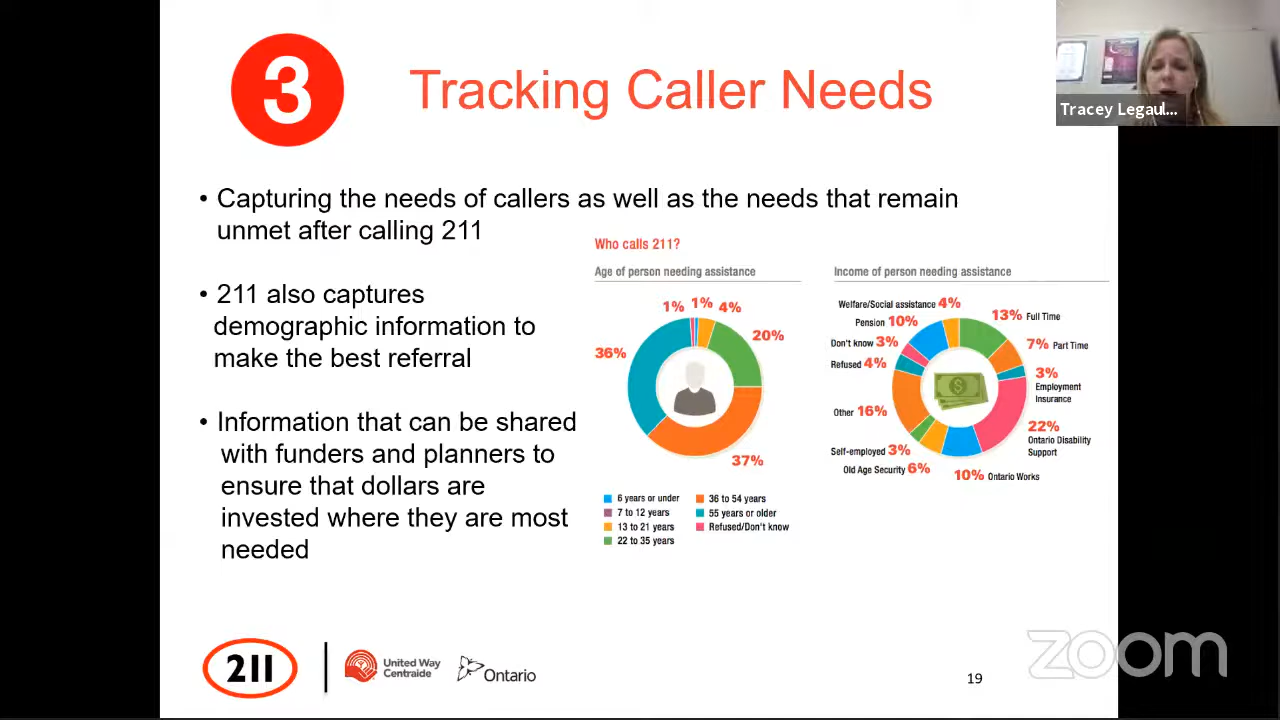 3
Tracking Caller Needs
Tracey Legaul...
• Capturing the needs of callers as well as the needs that remain
unmet after calling 211
• 211 also captures
demographic information to
make the best referral
• Information that can be shared
with funders and planners to
ensure that dollars are
invested where they are most
needed
Who calls 211?
Age of person needing assistance
1% 1% 4%
20%
36%
37%
6 years or under
7 to 12 years
13 to 21 years
22 to 35 years
36 to 54 years
55 years or older
Refused/Don't know
Income of person needing assistance
Welfare/Social assistance 4%
Pension 10%
Don't know 3%
Refused 4%
Other 16%
Self-employed 3%
Old Age Security 6%
13% Full Time
7% Part Time
3%
Employment
Insurance
22%
Ontario Disability
Support
10% Ontario Works
211
United Way
Centraide
Ontario
19
zoom